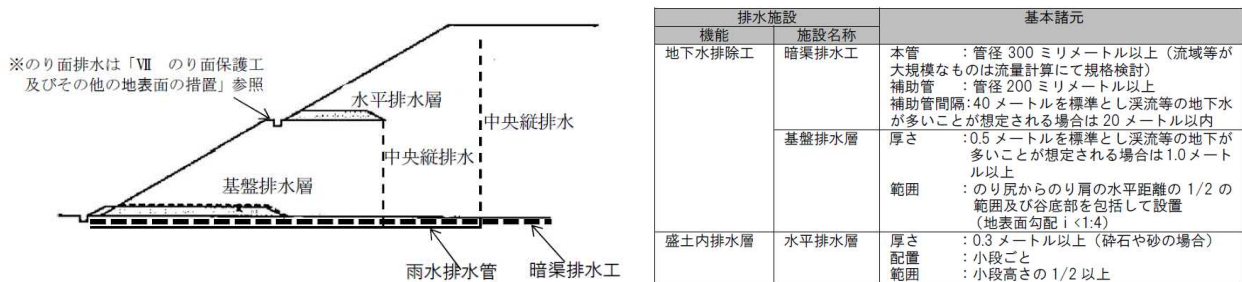 ※のり面排水は「Ⅶ のり面保護工
及びその他の地表面の措置」参照
水平排水層
中央縦排水
中央縦排水
基盤排水層
雨水排水管
暗渠排水工
排水施設
基本諸元
機能
施設名称
地下水排除工
暗渠排水工
本管 :管径 300 ミリメートル以上(流域等が
大規模なものは流量計算にて規格検討)
補助管 :管径 200 ミリメートル以上
補助管間隔:40 メートルを標準とし渓流等の地下水
が多いことが想定される場合は 20 メートル以内
基盤排水層
厚さ :0.5 メートルを標準とし渓流等の地下が
多いことが想定される場合は1.0 メート
ル以上
範囲 :のり尻からのり肩の水平距離の 1/2 の
範囲及び谷底部を包括して設置
(地表面勾配 i <1:4)
盛土内排水層
水平排水層
厚さ :0.3 メートル以上(砕石や砂の場合)
配置 :小段ごと
範囲 :小段高さの 1/2 以上